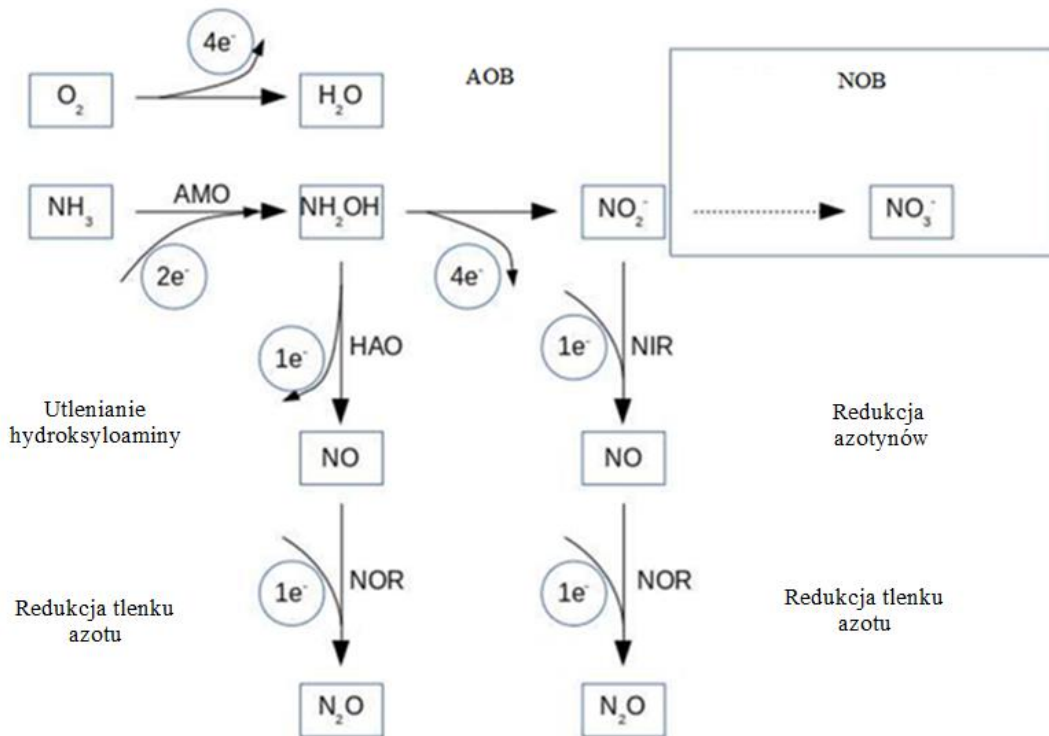 4e⁻
AOB
NOB
O₂
H₂O
AMO
NH₃
NH₂OH
NO₂⁻
NO₃⁻
2e⁻
4e⁻
1e⁻
HAO
1e⁻
NIR
Utlenianie
hydroksyloaminy
Redukcja
azotynów
NO
NO
1e⁻
NOR
1e⁻
NOR
Redukcja tlenku
azotu
Redukcja tlenku
azotu
N₂O
N₂O